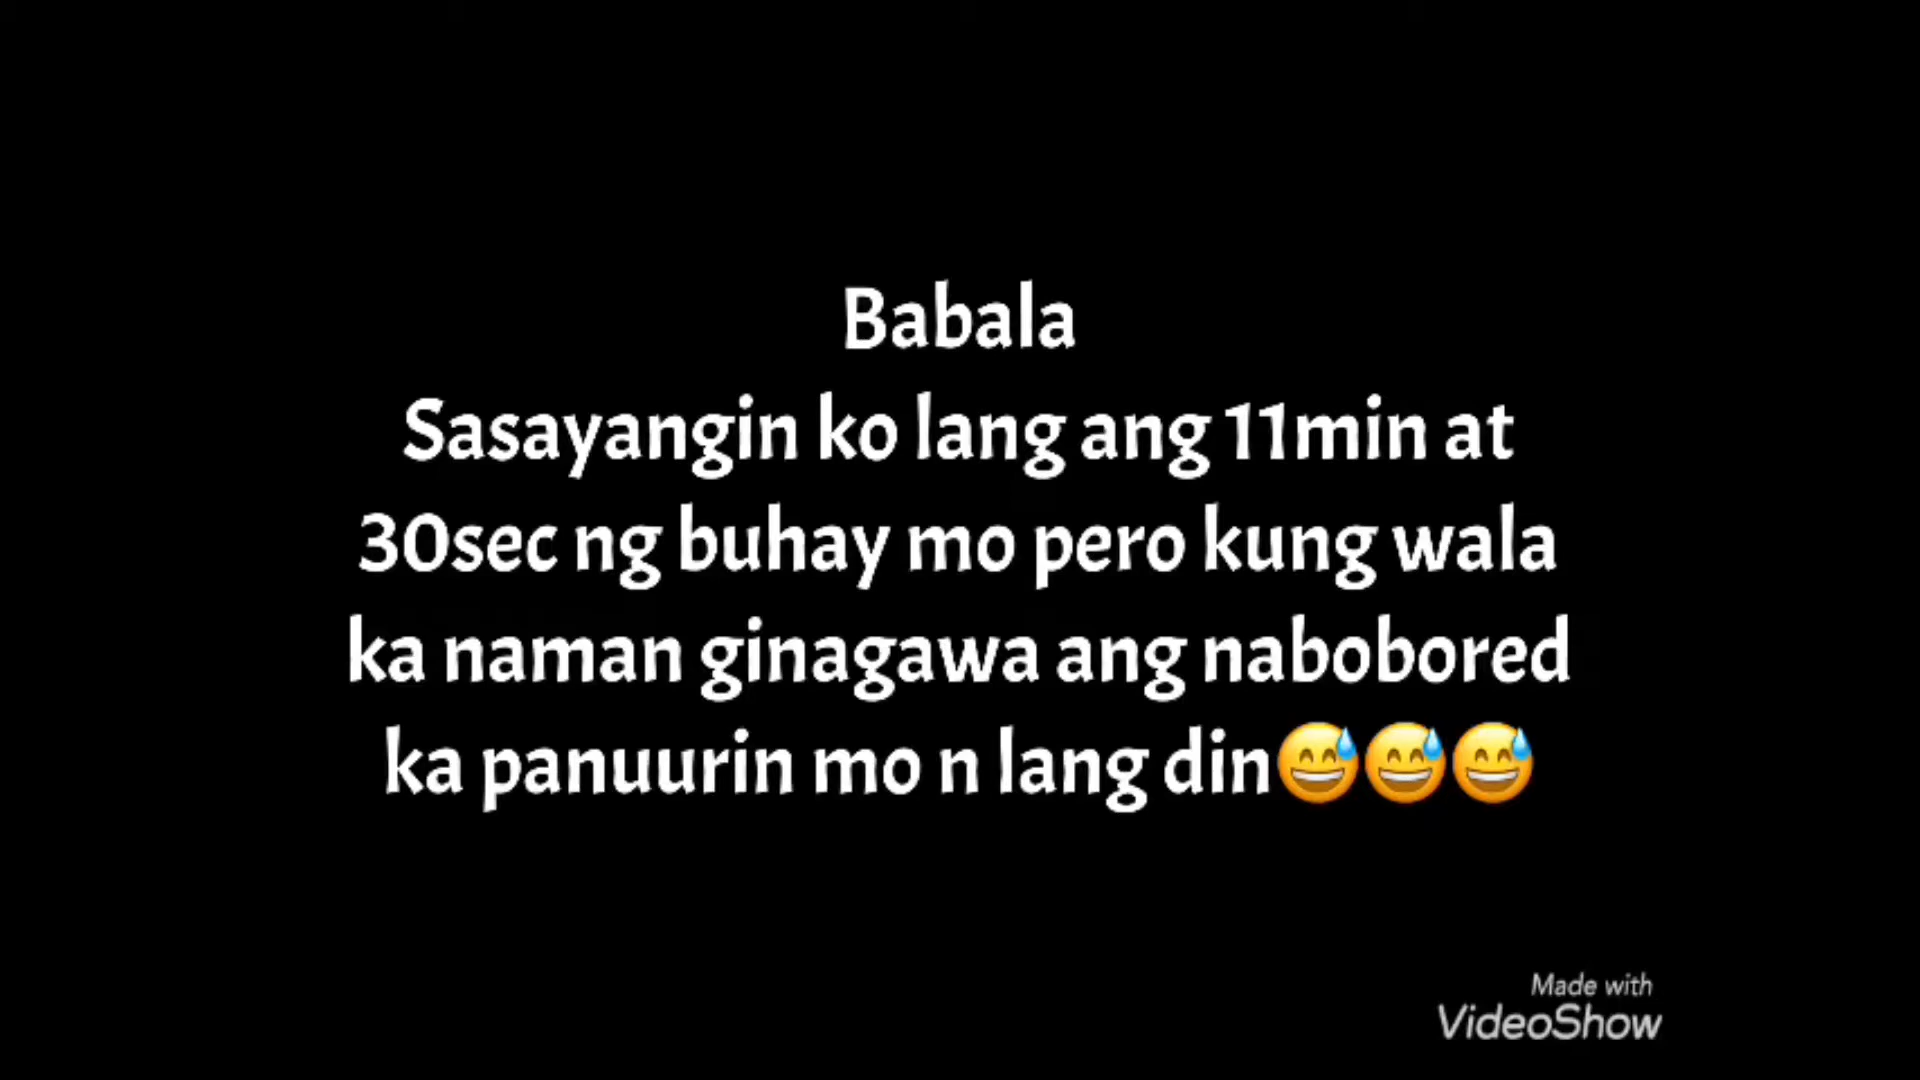 Babala
Sasayangin ko lang ang 11min at
30sec ng buhay mo pero kung wala
ka naman ginagawa ang nabobored
ka panuurin mo n lang din😅😅😅
Made with
VideoShow